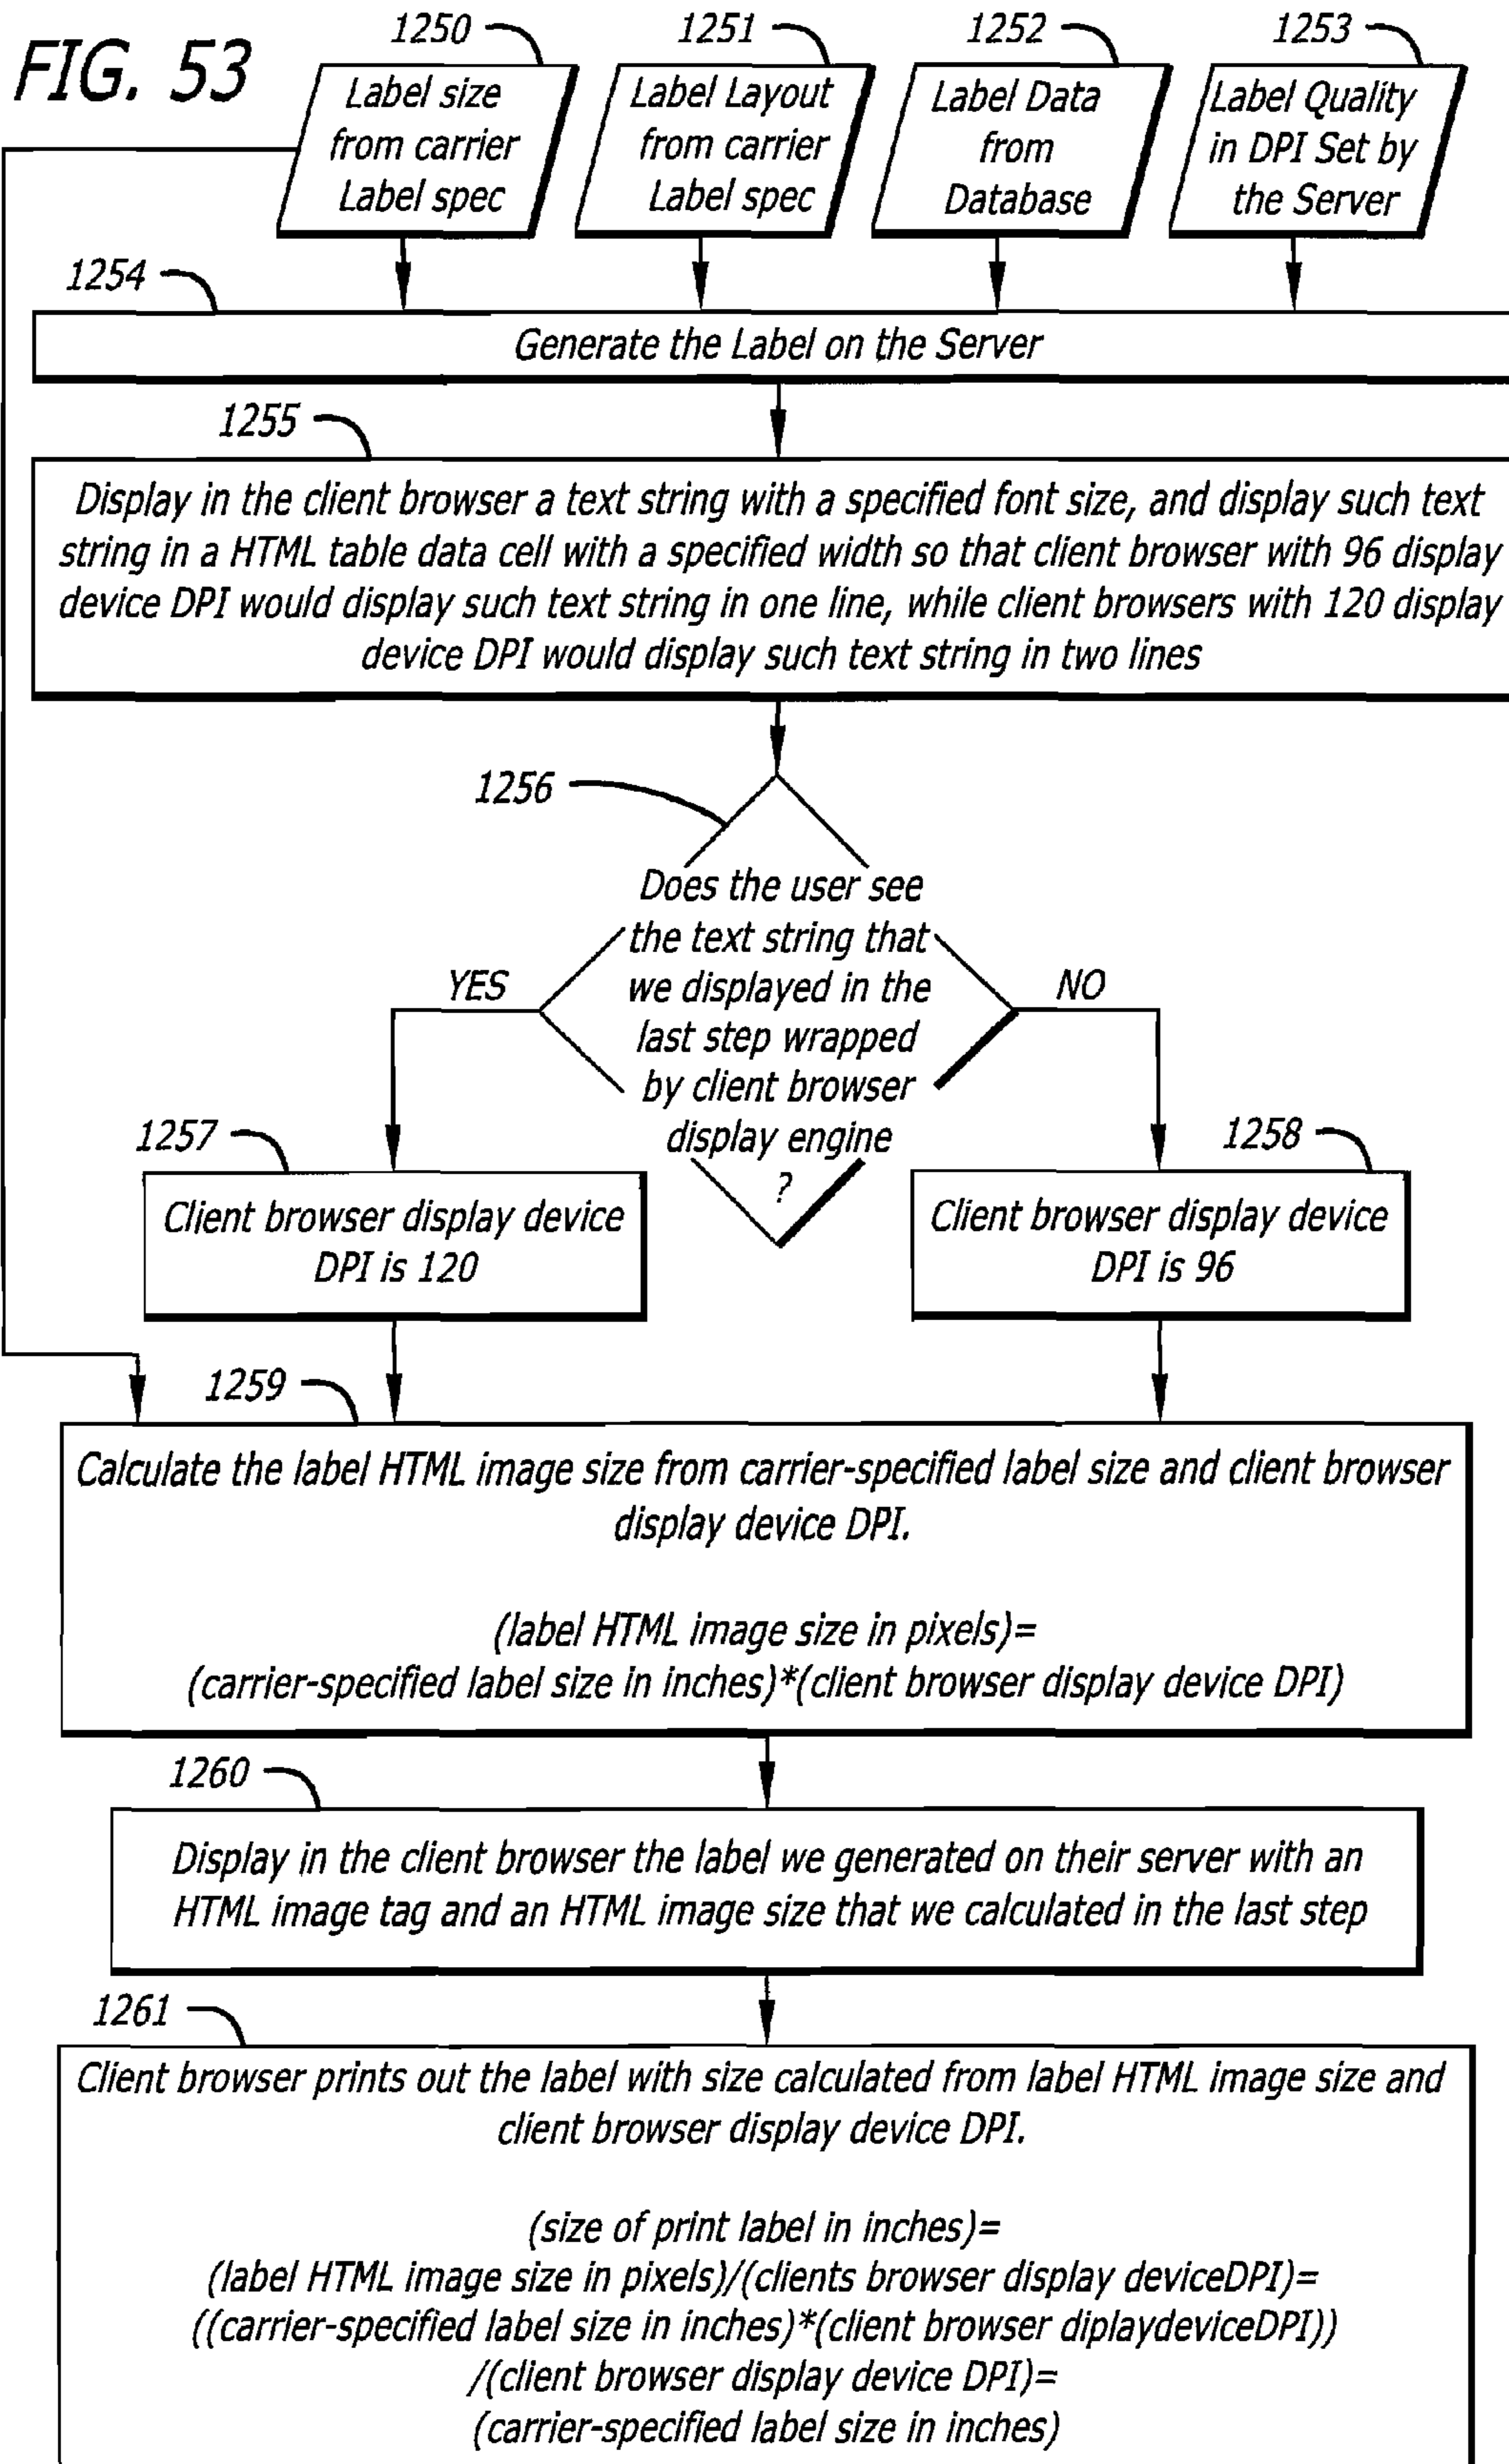 FIG. 53
1250
1251
1252
1253
Label size
from carrier
Label spec
Label Layout
from carrier
Label spec
Label Data
from
Database
Label Quality
in DPI Set by
the Server
1254
Generate the Label on the Server
1255
Display in the client browser a text string with a specified font size, and display such text
string in a HTML table data cell with a specified width so that client browser with 96 display
device DPI would display such text string in one line, while client browsers with 120 display
device DPI would display such text string in two lines
1256
Does the user see
the text string that
we displayed in the
last step wrapped
by client browser
display engine
?
YES
NO
1257
Client browser display device
DPI is 120
1258
Client browser display device
DPI is 96
1259
Calculate the label HTML image size from carrier-specified label size and client browser
display device DPI.
(label HTML image size in pixels)=
(carrier-specified label size in inches)*(client browser display device DPI)
1260
Display in the client browser the label we generated on their server with an
HTML image tag and an HTML image size that we calculated in the last step
1261
Client browser prints out the label with size calculated from label HTML image size and
client browser display device DPI.
(size of print label in inches)=
(label HTML image size in pixels)/(clients browser display deviceDPI)=
((carrier-specified label size in inches)*(client browser diplaydeviceDPI))
/(client browser display device DPI)=
(carrier-specified label size in inches)